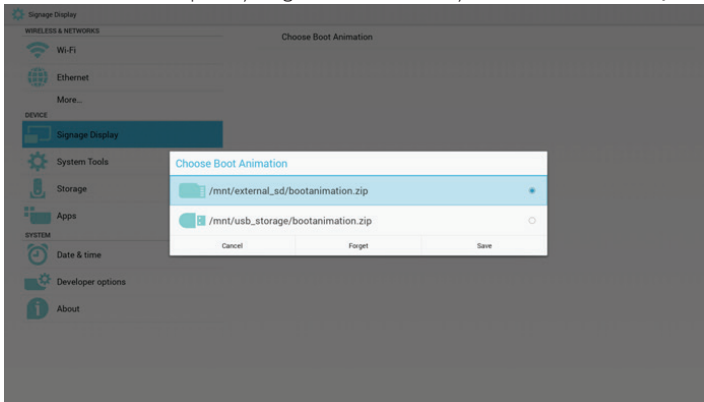 Signage Display
WIRELESS & NETWORKS
Choose Boot Animation
Wi-Fi
Ethernet
More...
DEVICE
Signage Display
System Tools
Storage
Apps
SYSTEM
Date & time
Developer options
About
Choose Boot Animation
/mnt/external_sd/bootanimation.zip
/mnt/usb_storage/bootanimation.zip
Cancel Forget Save